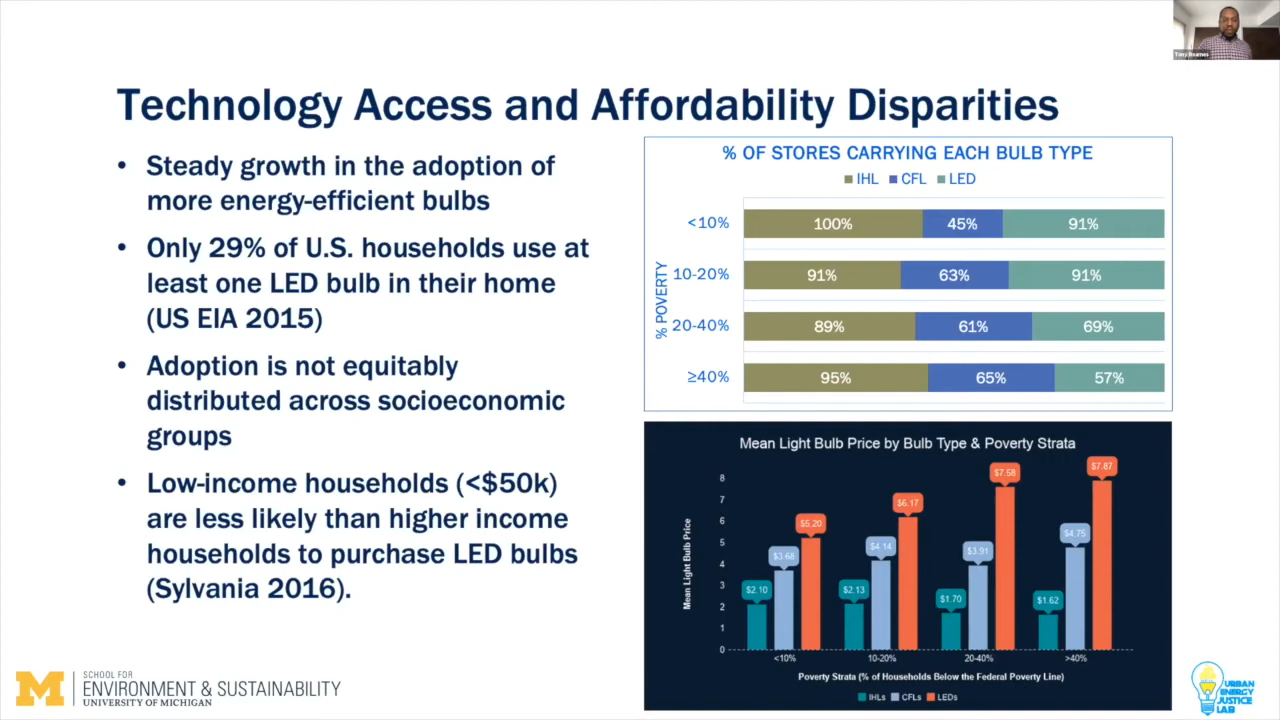 Tony Reames
Technology Access and Affordability Disparities
• Steady growth in the adoption of
more energy-efficient bulbs
• Only 29% of U.S. households use at
least one LED bulb in their home
(US EIA 2015)
• Adoption is not equitably
distributed across socioeconomic
groups
• Low-income households (<$50k)
are less likely than higher income
households to purchase LED bulbs
(Sylvania 2016).
% OF STORES CARRYING EACH BULB TYPE
IHL CFL LED
% POVERTY
<10% 100% 45% 91%
10-20% 91% 63% 91%
20-40% 89% 61% 69%
≥40% 95% 65% 57%
Mean Light Bulb Price by Bulb Type & Poverty Strata
Mean Light Bulb Price
8
7
6
5
4
3
2
1
0
$2.10 $3.68 $5.20
$2.13 $4.14 $6.17
$1.70 $3.91 $7.58
$1.62 $4.75 $7.87
<10% 10-20% 20-40% >40%
Poverty Strata (% of Households Below the Federal Poverty Line)
IHLs CFLs LEDs
M
SCHOOL FOR
ENVIRONMENT & SUSTAINABILITY
UNIVERSITY OF MICHIGAN
URBAN
ENERGY
JUSTICE
LAB